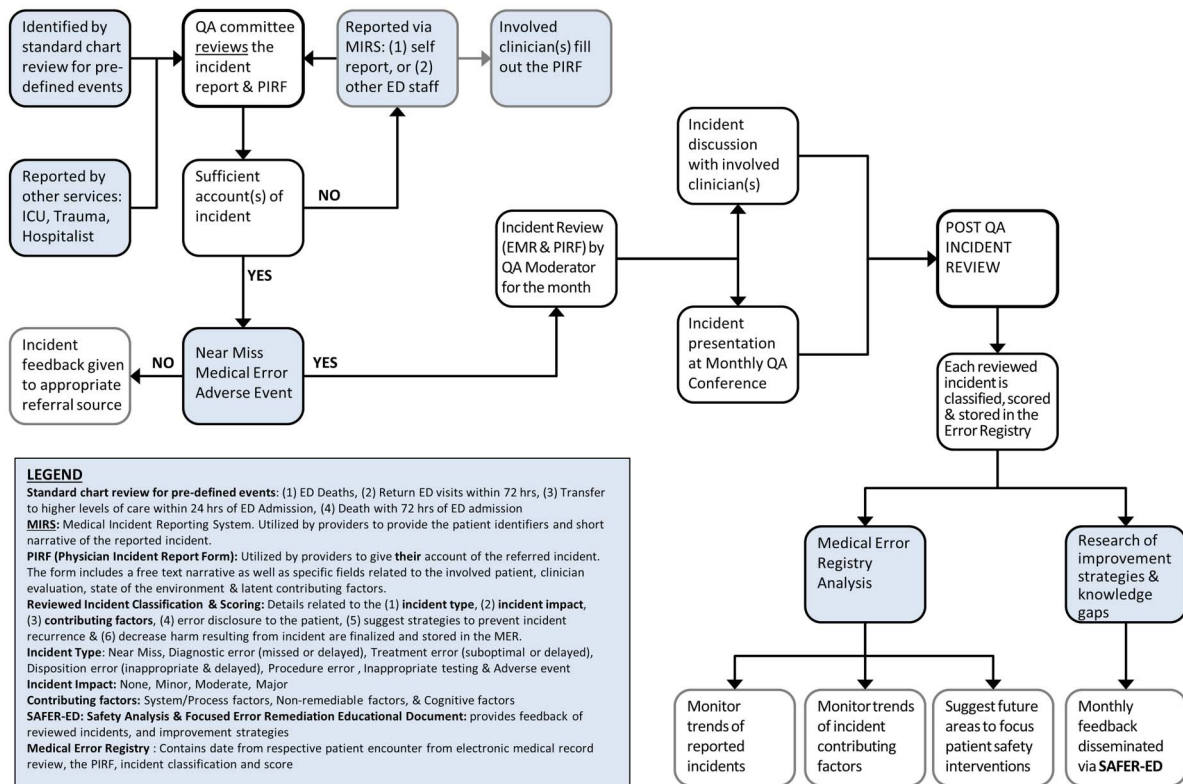 Identified by
standard chart
review for pre-
defined events
QA committee
reviews the
incident
report & PIRF
Reported via
MIRS: (1) self
report, or (2)
other ED staff
Involved
clinician(s) fill
out the PIRF
Reported by
other services:
ICU, Trauma,
Hospitalist
Sufficient
account(s) of
incident
NO
YES
Incident
feedback given
to appropriate
referral source
NO
Near Miss
Medical Error
Adverse Event
YES
Incident Review
(EMR & PIRF) by
QA Moderator
for the month
Incident
discussion
with involved
clinician(s)
Incident
presentation
at Monthly QA
Conference
POST QA
INCIDENT
REVIEW
Each reviewed
incident is
classified, scored
& stored in the
Error Registry
Medical Error
Registry
Analysis
Research of
improvement
strategies &
knowledge
gaps
Monitor
trends of
reported
incidents
Monitor trends
of incident
contributing
factors
Suggest future
areas to focus
patient safety
interventions
Monthly
feedback
disseminated
via SAFER-ED
LEGEND
Standard chart review for pre-defined events: (1) ED Deaths, (2) Return ED visits within 72 hrs, (3) Transfer
to higher levels of care within 24 hrs of ED Admission, (4) Death with 72 hrs of ED admission
MIRS: Medical Incident Reporting System. Utilized by providers to provide the patient identifiers and short
narrative of the reported incident.
PIRF (Physician Incident Report Form): Utilized by providers to give their account of the referred incident.
The form includes a free text narrative as well as specific fields related to the involved patient, clinician
evaluation, state of the environment & latent contributing factors.
Reviewed Incident Classification & Scoring: Details related to the (1) incident type, (2) incident impact,
(3) contributing factors, (4) error disclosure to the patient, (5) suggest strategies to prevent incident
recurrence & (6) decrease harm resulting from incident are finalized and stored in the MER.
Incident Type: Near Miss, Diagnostic error (missed or delayed), Treatment error (suboptimal or delayed),
Disposition error (inappropriate & delayed), Procedure error , Inappropriate testing & Adverse event
Incident Impact: None, Minor, Moderate, Major
Contributing factors: System/Process factors, Non-remediable factors, & Cognitive factors
SAFER-ED: Safety Analysis & Focused Error Remediation Educational Document: provides feedback of
reviewed incidents, and improvement strategies
Medical Error Registry : Contains date from respective patient encounter from electronic medical record
review, the PIRF, incident classification and score